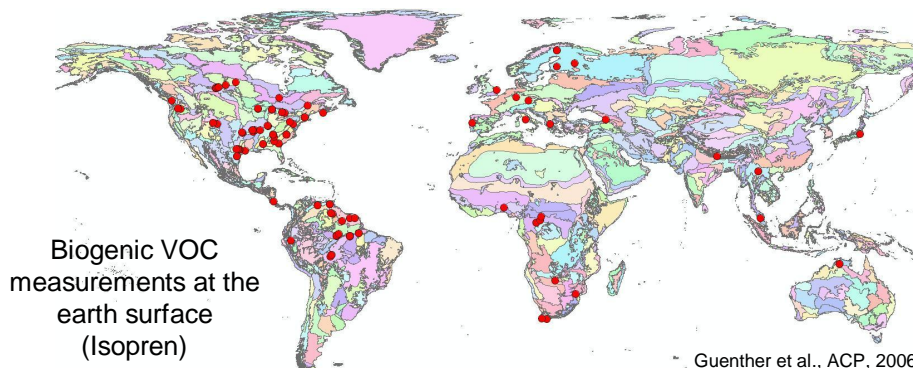 Biogenic VOC
measurements at the
earth surface
(Isopren)
Guenther et al., ACP, 2006